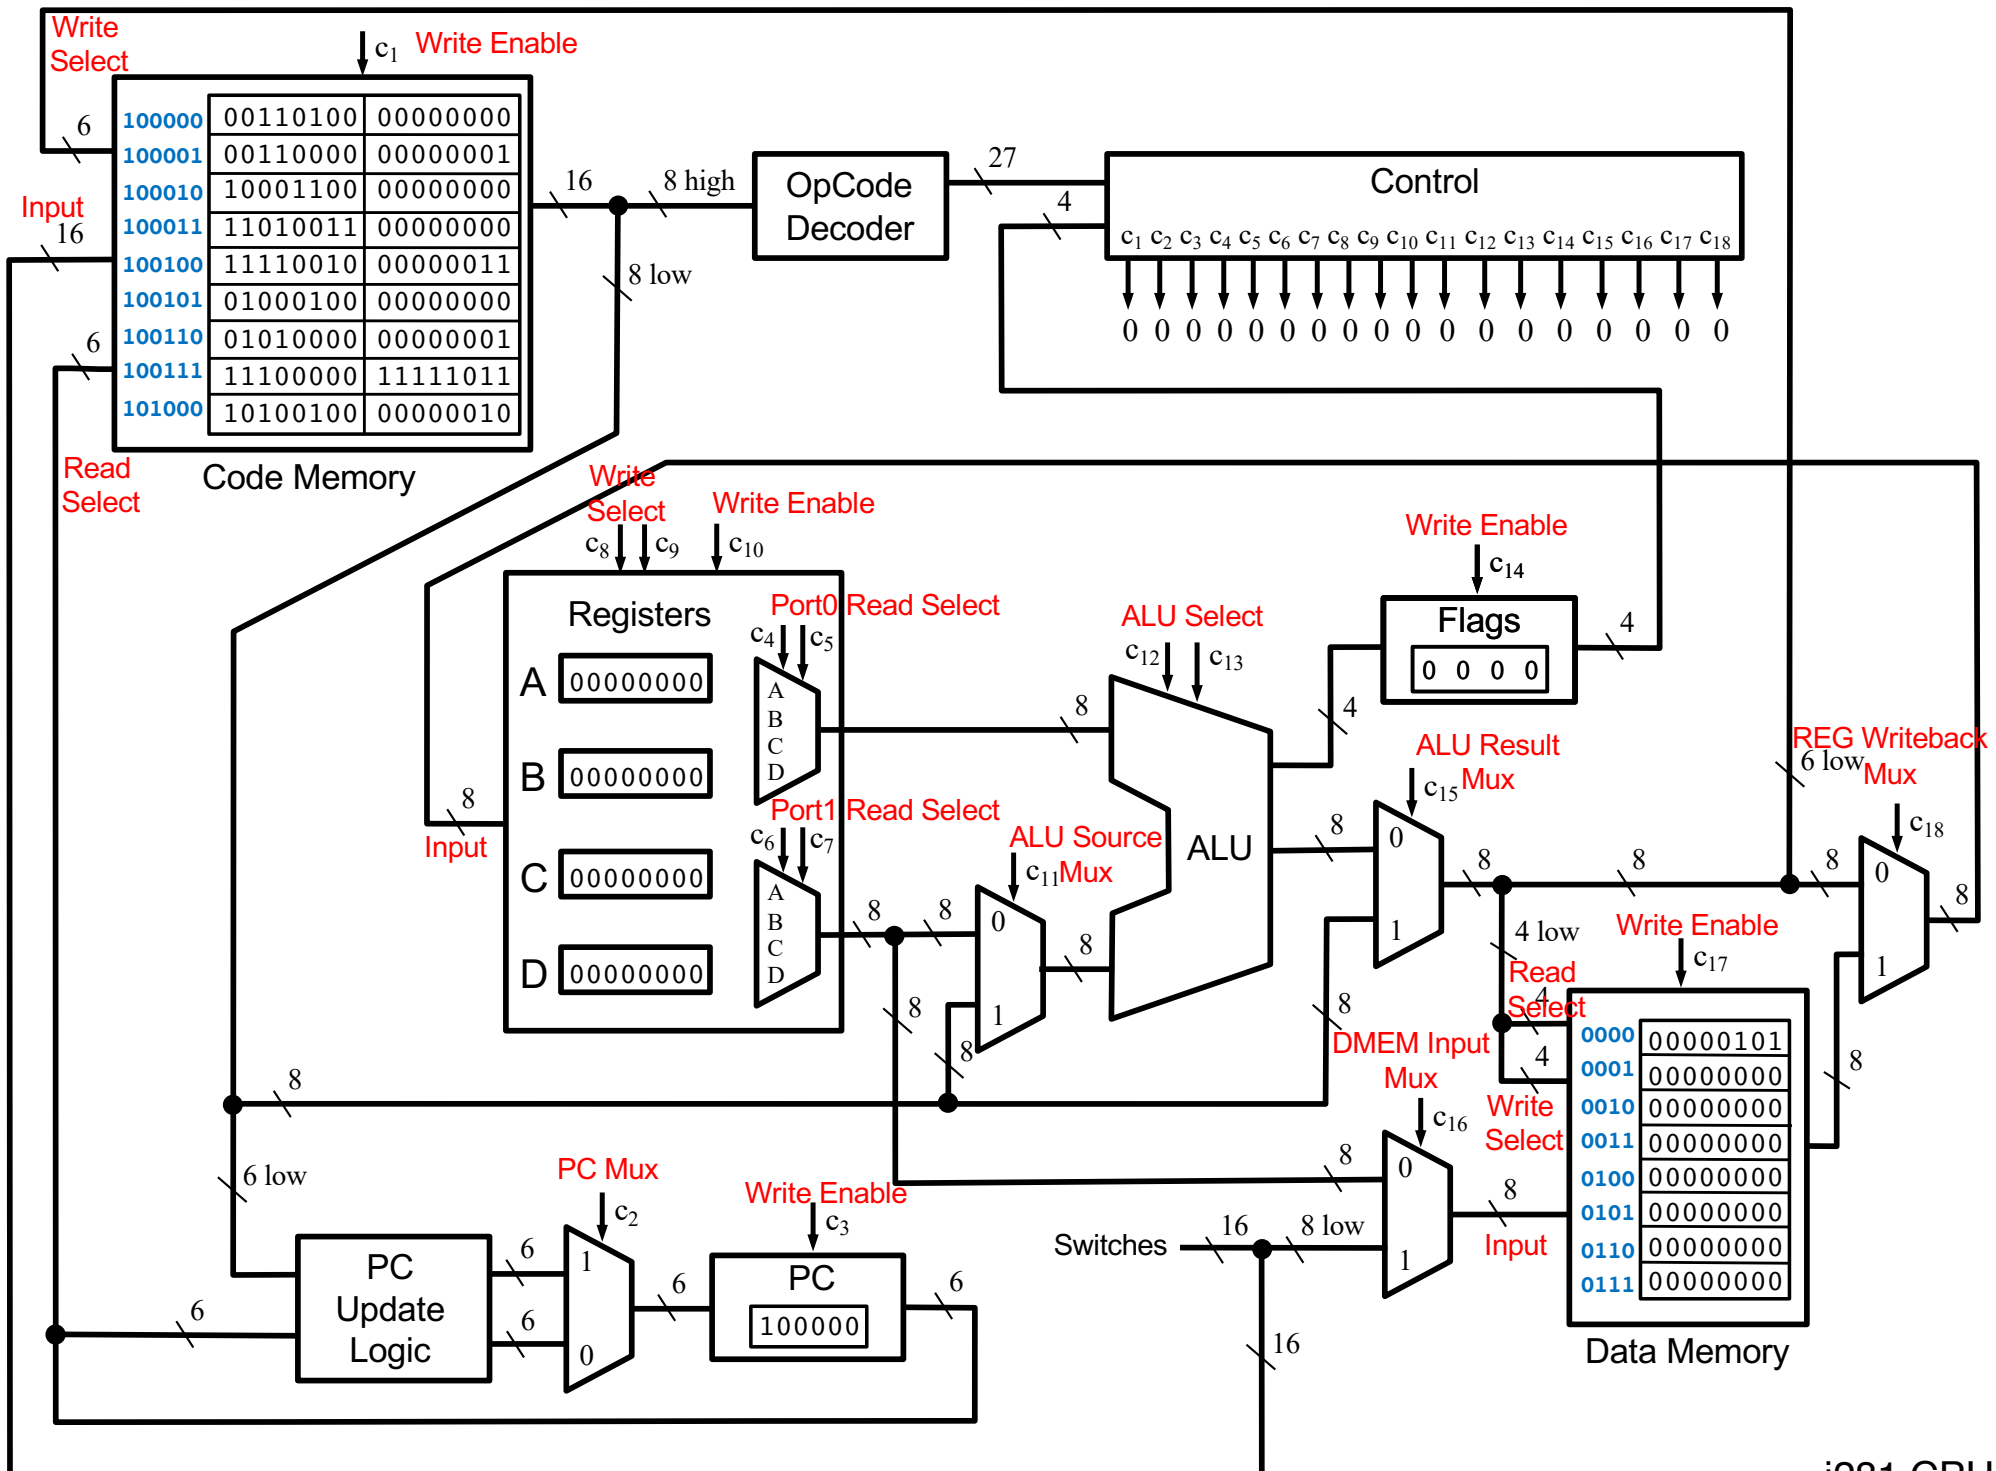 Write
Select
c1 Write Enable
6
Input
16
6
100000 00110100 00000000
100001 00110000 00000001
100010 10001100 00000000
100011 11010011 00000000
100100 11110010 00000011
100101 01000100 00000000
100110 01010000 00000001
100111 11100000 11111011
101000 10100100 00000010
Read
Select
Code Memory
16
8 high
8 low
OpCode
Decoder
27
4
Control
c1 c2 c3 c4 c5 c6 c7 c8 c9 c10 c11 c12 c13 c14 c15 c16 c17 c18
0 0 0 0 0 0 0 0 0 0 0 0 0 0 0 0 0 0
Write
Select
Write Enable
c8 c9 c10
Registers
Port0 Read Select
c4 c5
A 00000000
B 00000000
C 00000000
D 00000000
A
B
C
D
Port1 Read Select
c6 c7
A
B
C
D
8
Input
8
8
8
8
ALU Source
Mux
c11
0
1
8
8
ALU Select
c12 c13
ALU
Write Enable
c14
Flags
0 0 0 0
4
4
ALU Result
Mux
c15
8
0
1
8
8
8
8
6 low
REG Writeback
Mux
c18
0
1
8
4 low
Read
Select
4
4
Write
Select
Write Enable
c17
0000 00000101
0001 00000000
0010 00000000
0011 00000000
0100 00000000
0101 00000000
0110 00000000
0111 00000000
8
Data Memory
DMEM Input
Mux
c16
8
0
1
8
Input
Switches
16
8 low
16
8
6 low
PC
Update
Logic
6
6
6
PC Mux
c2
1
0
6
Write Enable
c3
PC
100000
6